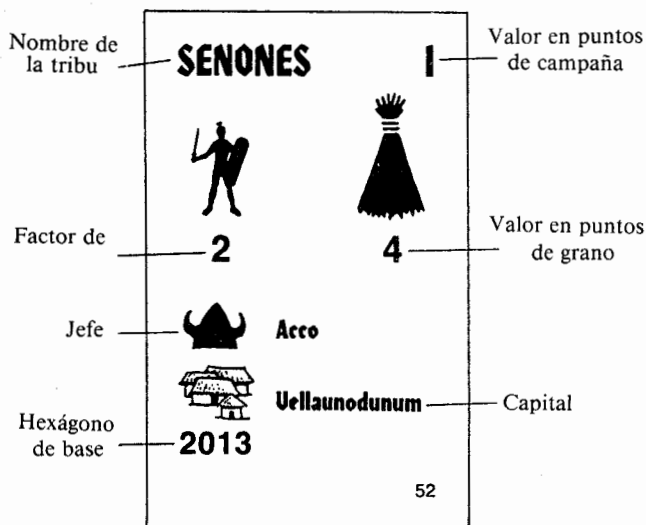 Nombre de
la tribu
SENONES
1
Valor en puntos
de campaña
Factor de
2
4
Valor en puntos
de grano
Jefe
Acco
Vellaunodunum
Capital
Hexágono
de base
2013
52